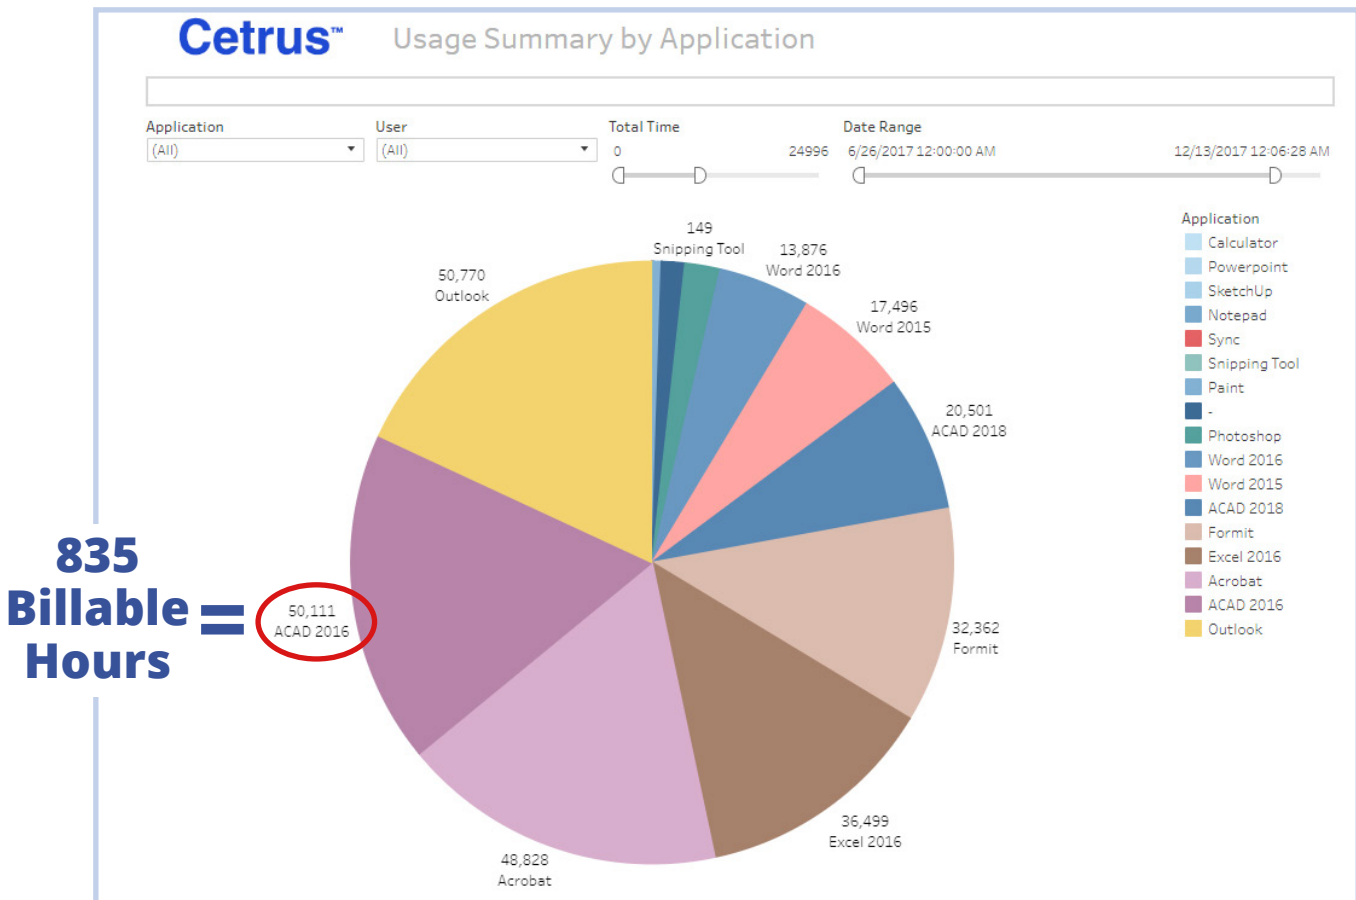 Cetrus™
Usage Summary by Application
Application
(All)
User
(All)
Total Time
0
24996
Date Range
6/26/2017 12:00:00 AM
12/13/2017 12:06:28 AM
149
Snipping Tool
13,876
Word 2016
17,496
Word 2015
20,501
ACAD 2018
32,362
Formit
36,499
Excel 2016
48,828
Acrobat
50,111
ACAD 2016
50,770
Outlook
835
Billable
Hours
=
Application
Calculator
Powerpoint
SketchUp
Notepad
Sync
Snipping Tool
Paint
-
Photoshop
Word 2016
Word 2015
ACAD 2018
Formit
Excel 2016
Acrobat
ACAD 2016
Outlook